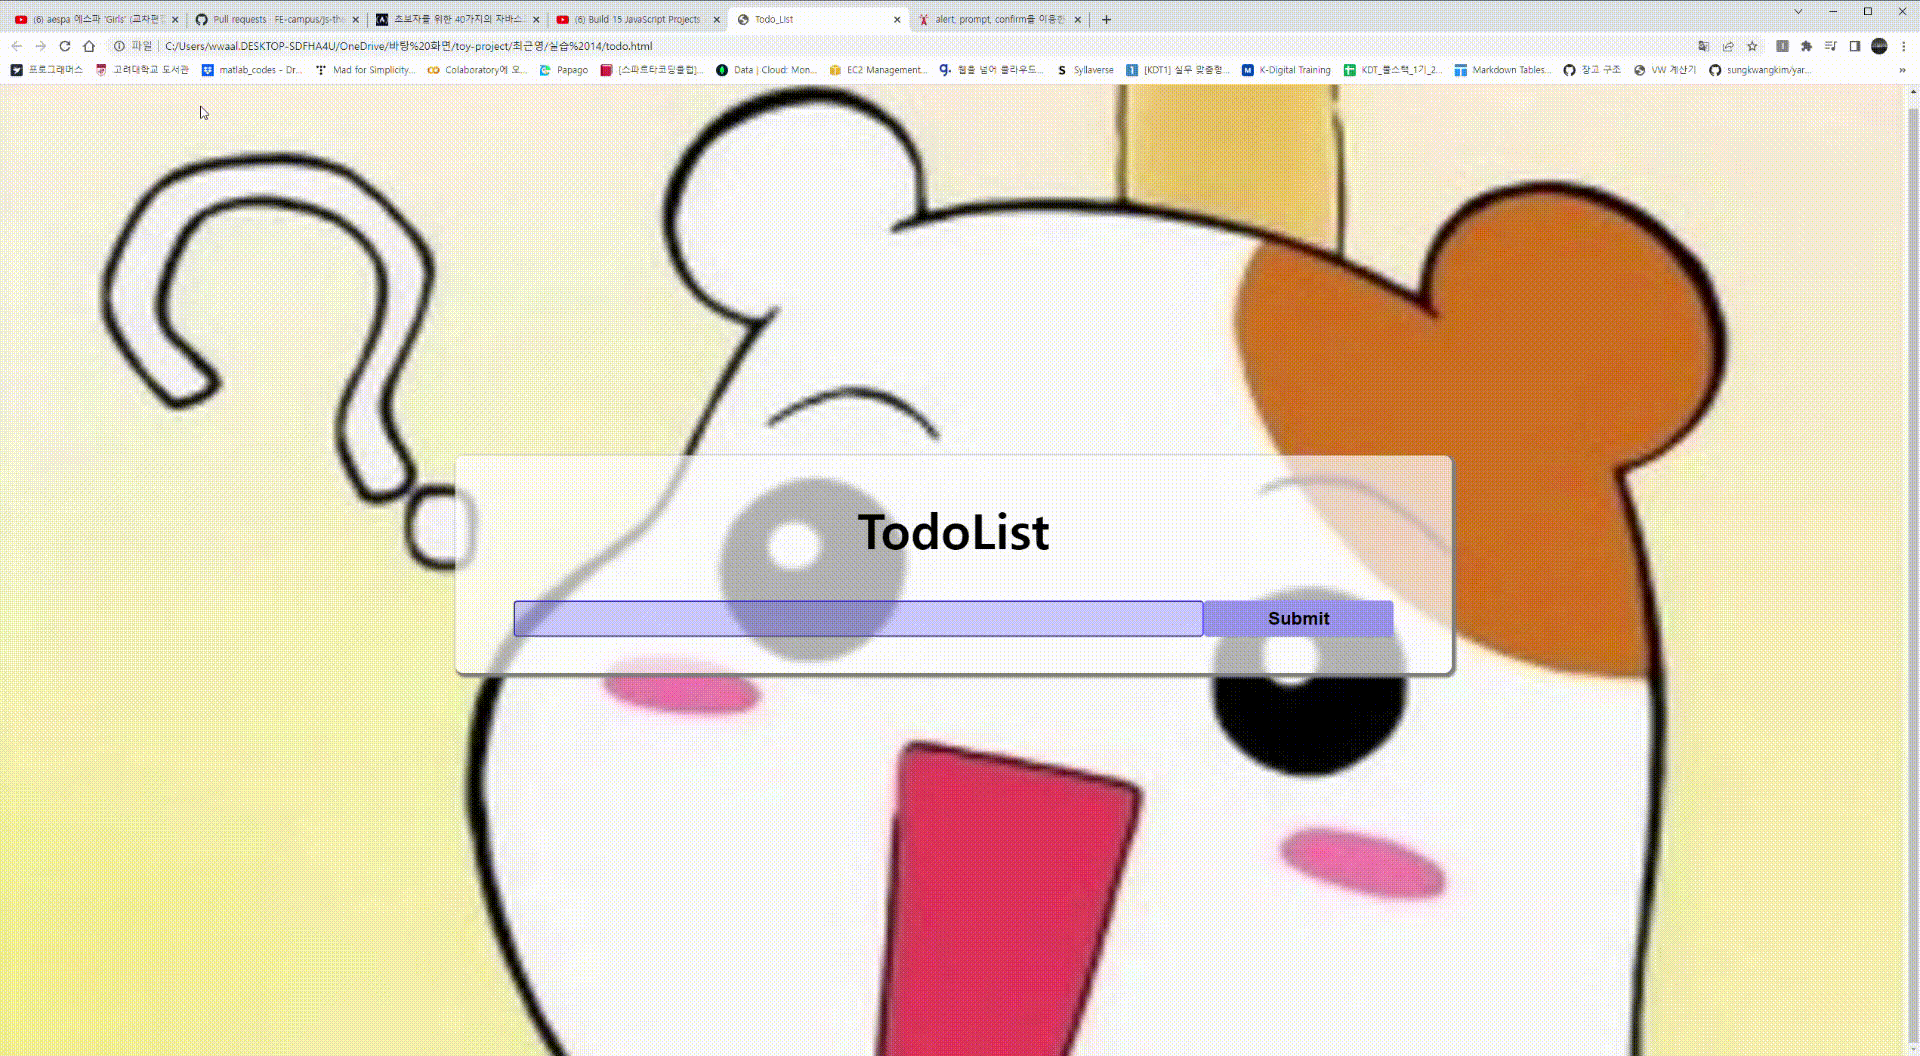 (6) aespa 에스파 'Girls' (교차편
Pull requests · FE-campus/js-the
초보자를 위한 40가지의 자바스
(6) Build 15 JavaScript Projects
Todo_List
alert, prompt, confirm을 이용한
파일
C:/Users/wwaal.DESKTOP-SDFHA4U/OneDrive/바탕%20화면/toy-project/최근영/실습%2014/todo.html
프로그래머스
고려대학교 도서관
matlab_codes - Dr...
Mad for Simplicity...
Colaboratory에 오...
Papago
[스파르타코딩클럽]...
Data | Cloud: Mon...
EC2 Management...
웹을 넘어 클라우드...
Syllaverse
[KDT1] 실무 맞춤형...
K-Digital Training
KDT_풀스택_1기_2...
Markdown Tables...
장고 구조
VW 계산기
sungkwangkim/yar...
TodoList
Submit